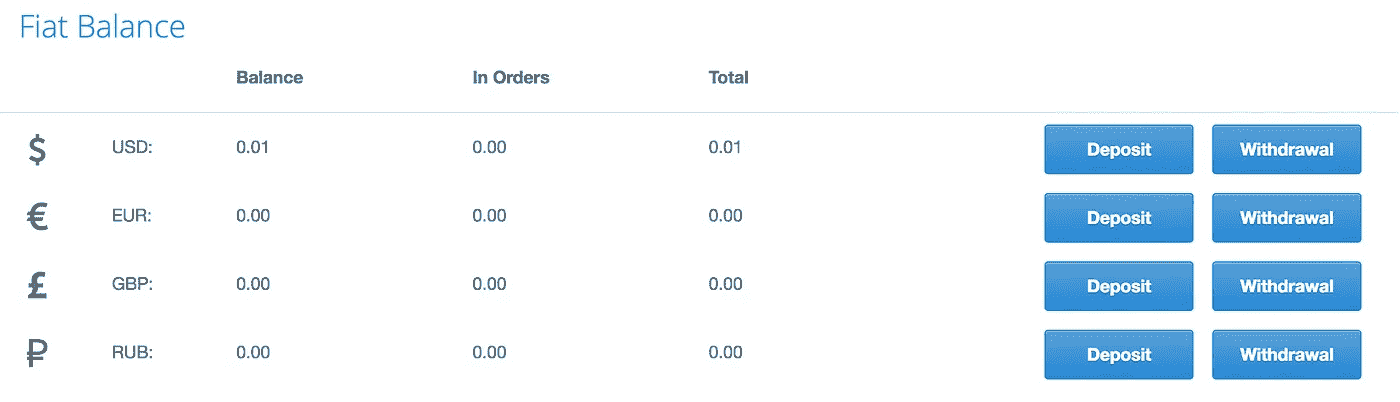 Fiat Balance
Balance In Orders Total
$ USD: 0.01 0.00 0.01 Deposit Withdrawal
€ EUR: 0.00 0.00 0.00 Deposit Withdrawal
£ GBP: 0.00 0.00 0.00 Deposit Withdrawal
₽ RUB: 0.00 0.00 0.00 Deposit Withdrawal